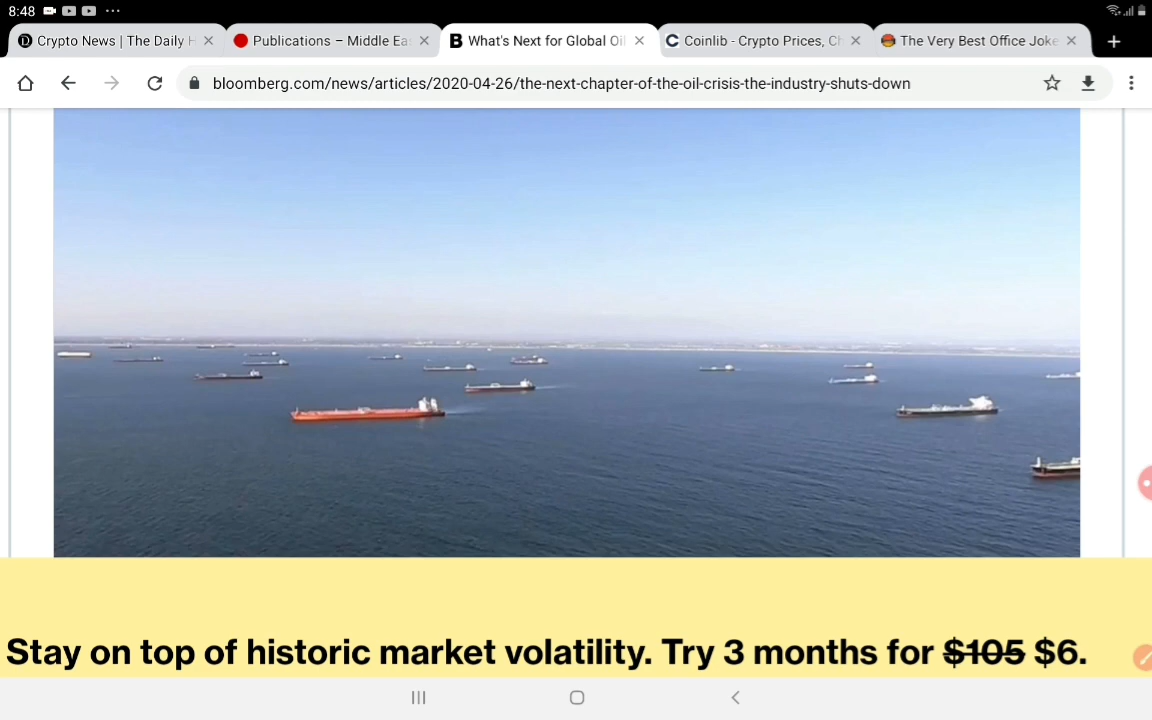 8:48
Crypto News | The Daily H
Publications – Middle Eas
B What's Next for Global Oil
Coinlib - Crypto Prices, Ch
The Very Best Office Joke
bloomberg.com/news/articles/2020-04-26/the-next-chapter-of-the-oil-crisis-the-industry-shuts-down
Stay on top of historic market volatility. Try 3 months for $105 $6.